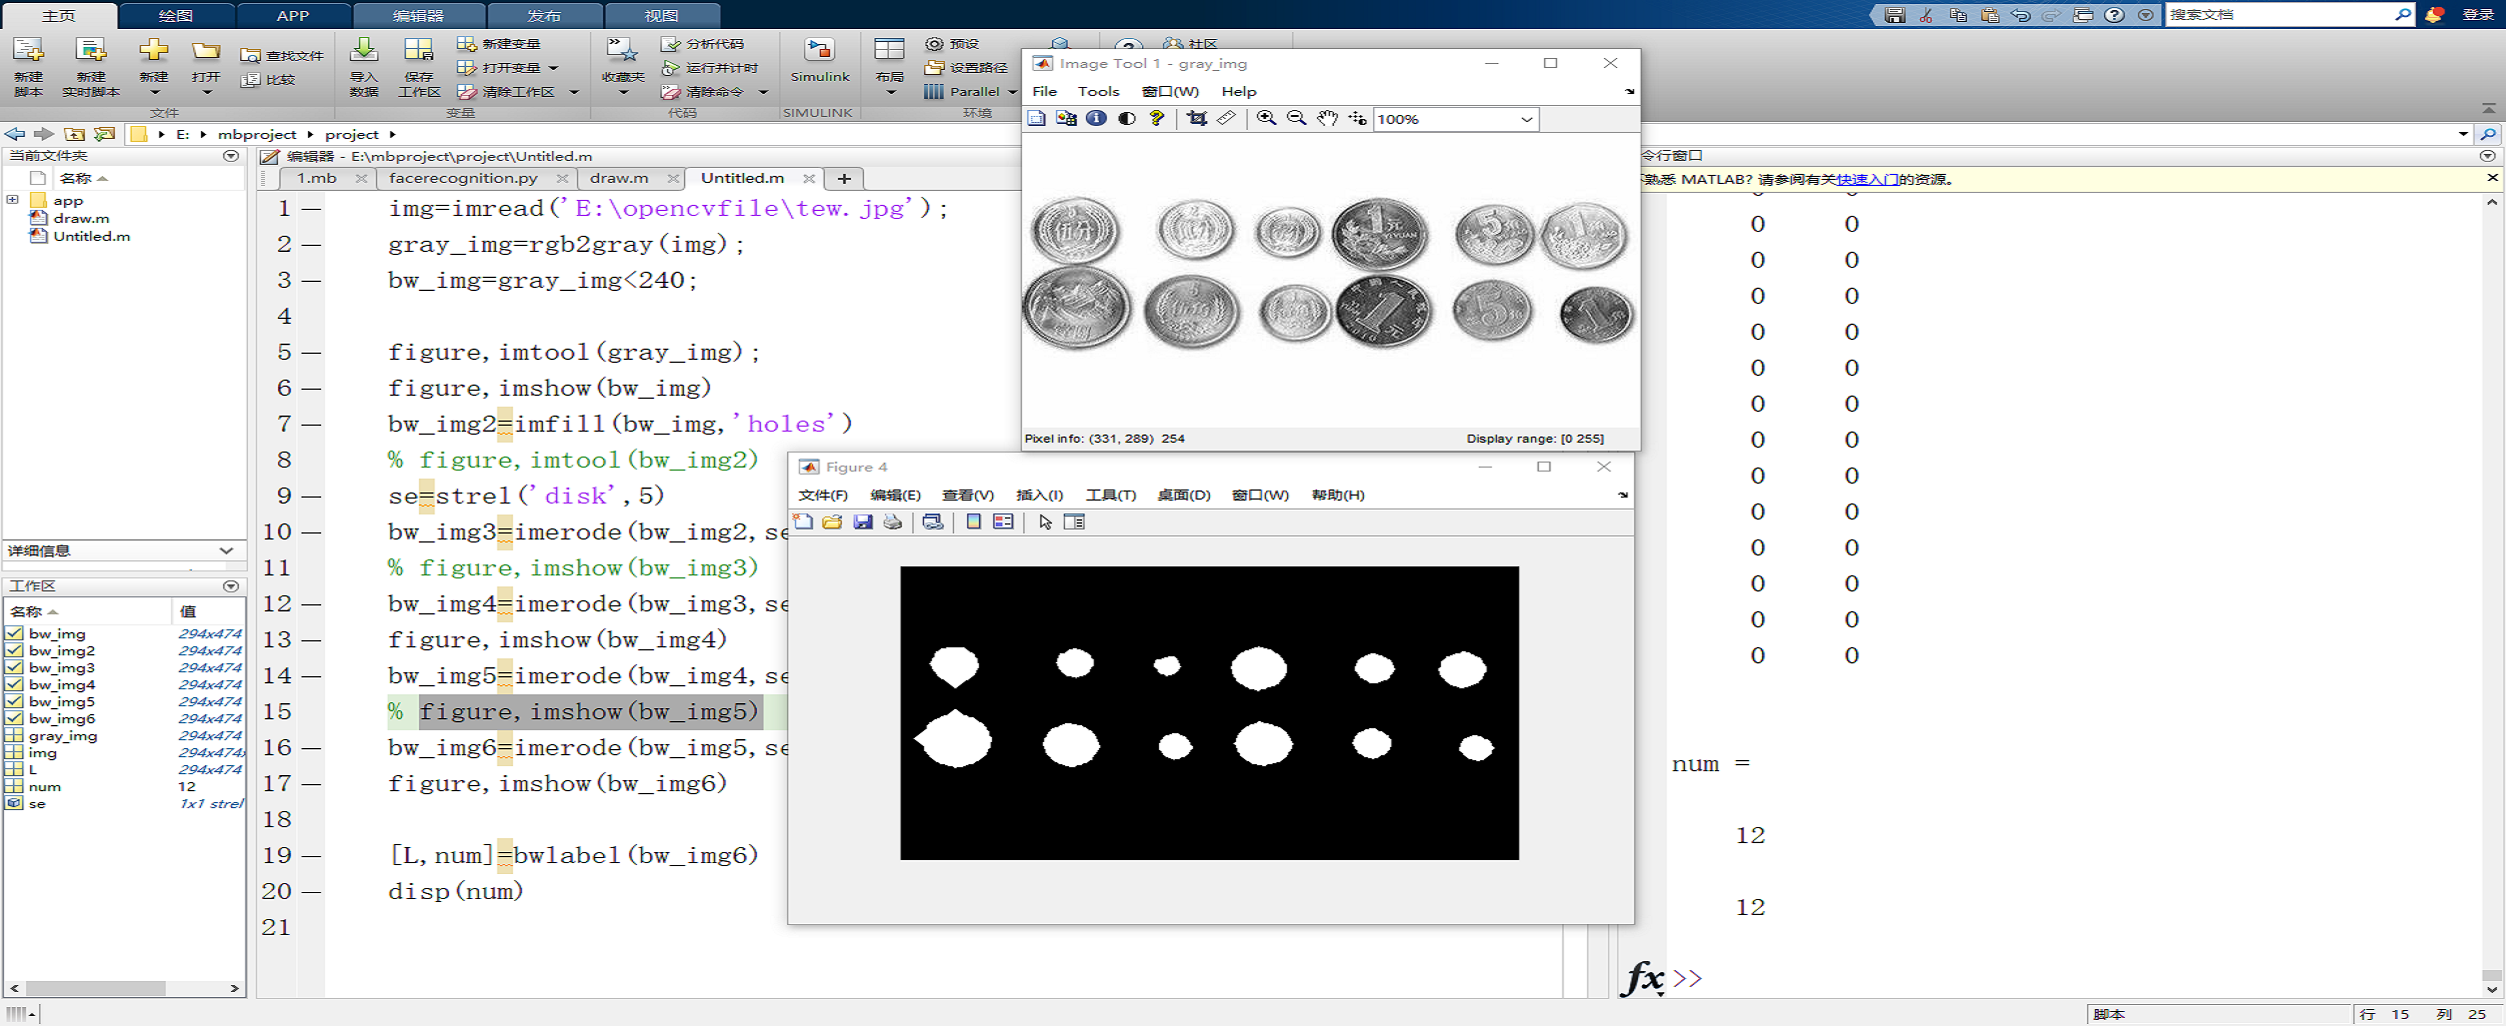 主页 绘图 APP 编辑器 发布 视图
搜索文档 登录
新建脚本 新建实时脚本 新建 打开 查找文件 比较
导入数据 保存工作区 新建变量 打开变量 清除工作区
收藏夹 分析代码 运行并计时 清除命令
Simulink 布局 预设 设置路径 Parallel 社区
文件 变量 代码 SIMULINK 环境
E: mbproject project
当前文件夹
名称
app
draw.m
Untitled.m
详细信息
工作区
名称 值
bw_img 294x474
bw_img2 294x474
bw_img3 294x474
bw_img4 294x474
bw_img5 294x474
bw_img6 294x474
gray_img 294x474
img 294x474x
L 294x474
num 12
se 1x1 strel
编辑器 - E:\mbproject\project\Untitled.m
1.mb facerecognition.py draw.m Untitled.m +
1 — img=imread('E:\opencvfile\tew.jpg');
2 — gray_img=rgb2gray(img);
3 — bw_img=gray_img<240;
4
5 — figure,imtool(gray_img);
6 — figure,imshow(bw_img)
7 — bw_img2=imfill(bw_img,'holes')
8 % figure,imtool(bw_img2)
9 — se=strel('disk',5)
10 — bw_img3=imerode(bw_img2,se
11 % figure,imshow(bw_img3)
12 — bw_img4=imerode(bw_img3,se
13 — figure,imshow(bw_img4)
14 — bw_img5=imerode(bw_img4,se
15 % figure,imshow(bw_img5)
16 — bw_img6=imerode(bw_img5,se
17 — figure,imshow(bw_img6)
18
19 — [L,num]=bwlabel(bw_img6)
20 — disp(num)
21
Image Tool 1 - gray_img
File Tools 窗口(W) Help
100%
Pixel info: (331, 289) 254
Display range: [0 255]
Figure 4
文件(F) 编辑(E) 查看(V) 插入(I) 工具(T) 桌面(D) 窗口(W) 帮助(H)
令行窗口
熟悉 MATLAB? 请参阅有关快速入门的资源。
0 0
0 0
0 0
0 0
0 0
0 0
0 0
0 0
0 0
0 0
0 0
0 0
0 0
num =
12
12
fx >>
脚本 行 15 列 25